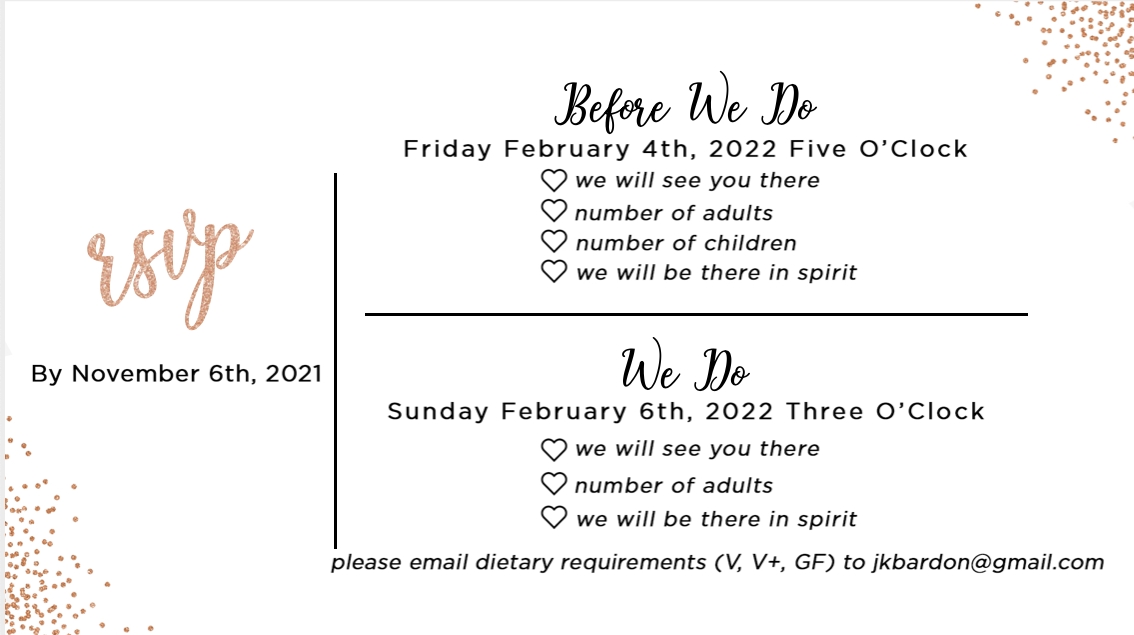 rsvp
By November 6th, 2021
Before We Do
Friday February 4th, 2022 Five O’Clock
we will see you there
number of adults
number of children
we will be there in spirit
We Do
Sunday February 6th, 2022 Three O’Clock
we will see you there
number of adults
we will be there in spirit
please email dietary requirements (V, V+, GF) to jkbardon@gmail.com